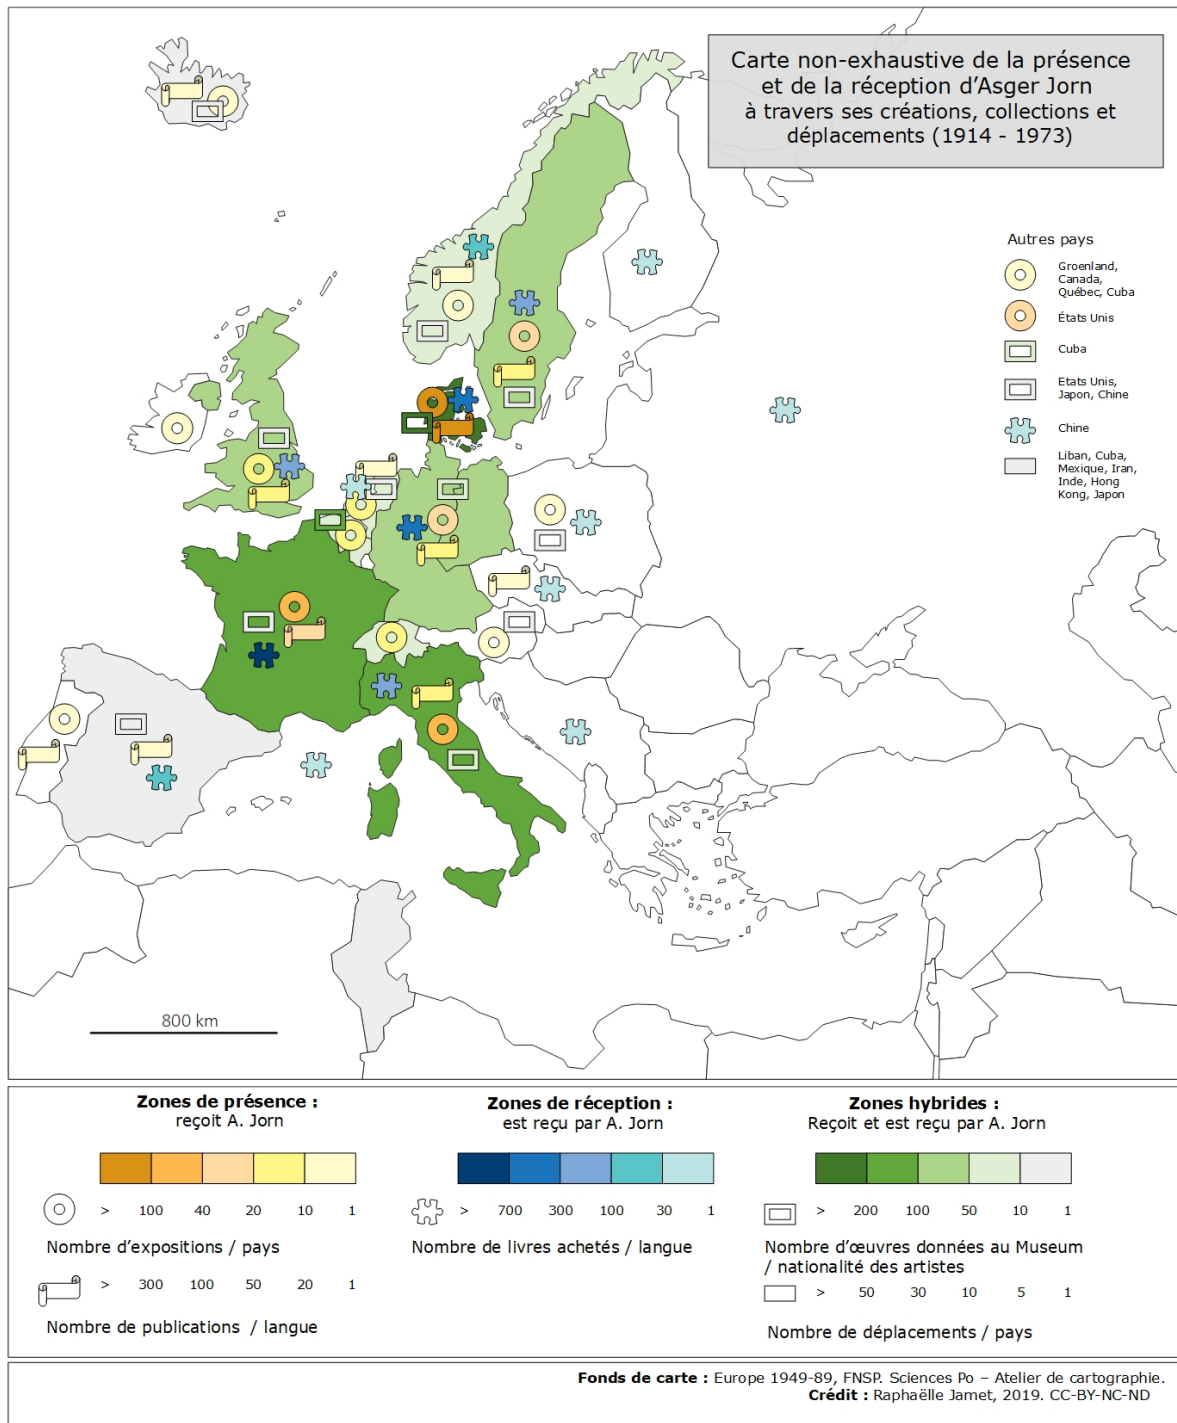 Carte non-exhaustive de la présence
et de la réception d'Asger Jorn
à travers ses créations, collections et
déplacements (1914 - 1973)
Autres pays
Groenland,
Canada,
Québec, Cuba
États Unis
Cuba
Etats Unis,
Japon, Chine
Chine
Liban, Cuba,
Mexique, Iran,
Inde, Hong
Kong, Japon
800 km
Zones de présence :
reçoit A. Jorn
> 100 40 20 10 1
Nombre d'expositions / pays
> 300 100 50 20 1
Nombre de publications / langue
Zones de réception :
est reçu par A. Jorn
> 700 300 100 30 1
Nombre de livres achetés / langue
Zones hybrides :
Reçoit et est reçu par A. Jorn
> 200 100 50 10 1
Nombre d'œuvres données au Museum
/ nationalité des artistes
> 50 30 10 5 1
Nombre de déplacements / pays
Fonds de carte : Europe 1949-89, FNSP. Sciences Po – Atelier de cartographie.
Crédit : Raphaëlle Jamet, 2019. CC-BY-NC-ND